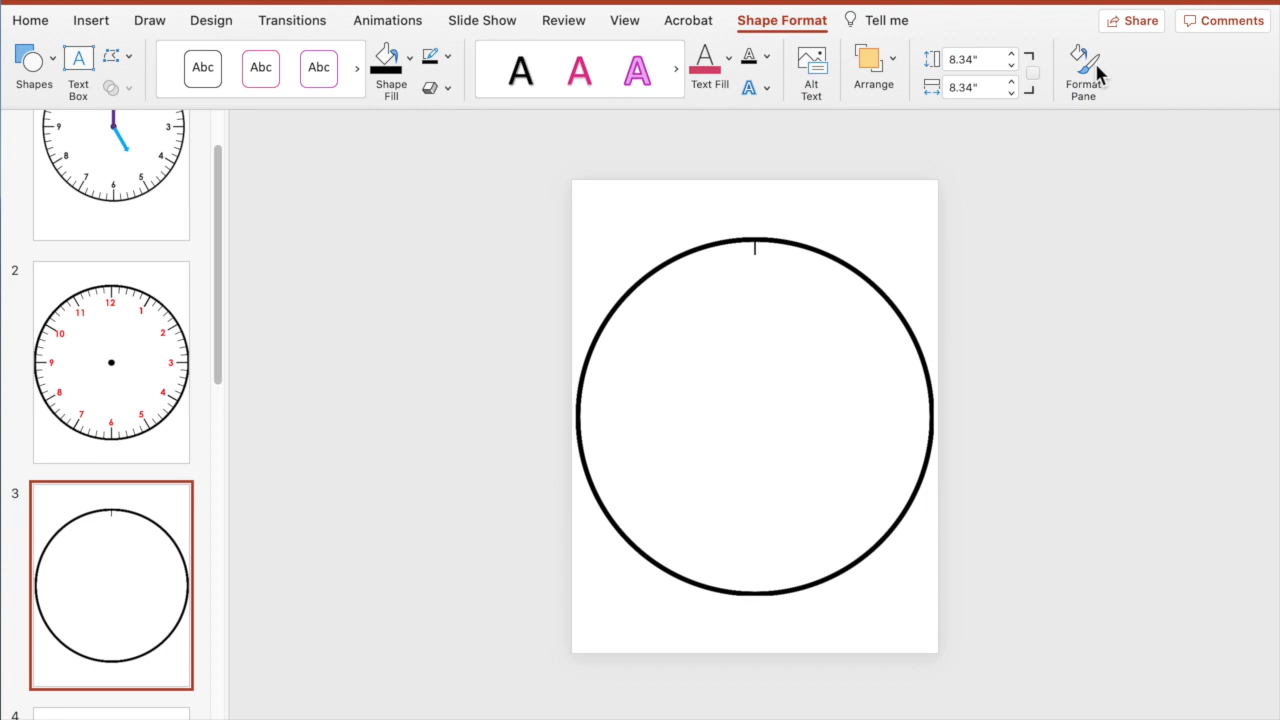 Home Insert Draw Design Transitions Animations Slide Show Review View Acrobat Shape Format Tell me Share Comments
Shapes
Text
Box
Abc Abc Abc
Shape
Fill
A A A
Text Fill
Alt
Text
Arrange
8.34"
8.34"
Format
Pane
9 3
8 4
7 5
6
2
12
11 1
10 2
9 3
8 4
7 5
6
3
4